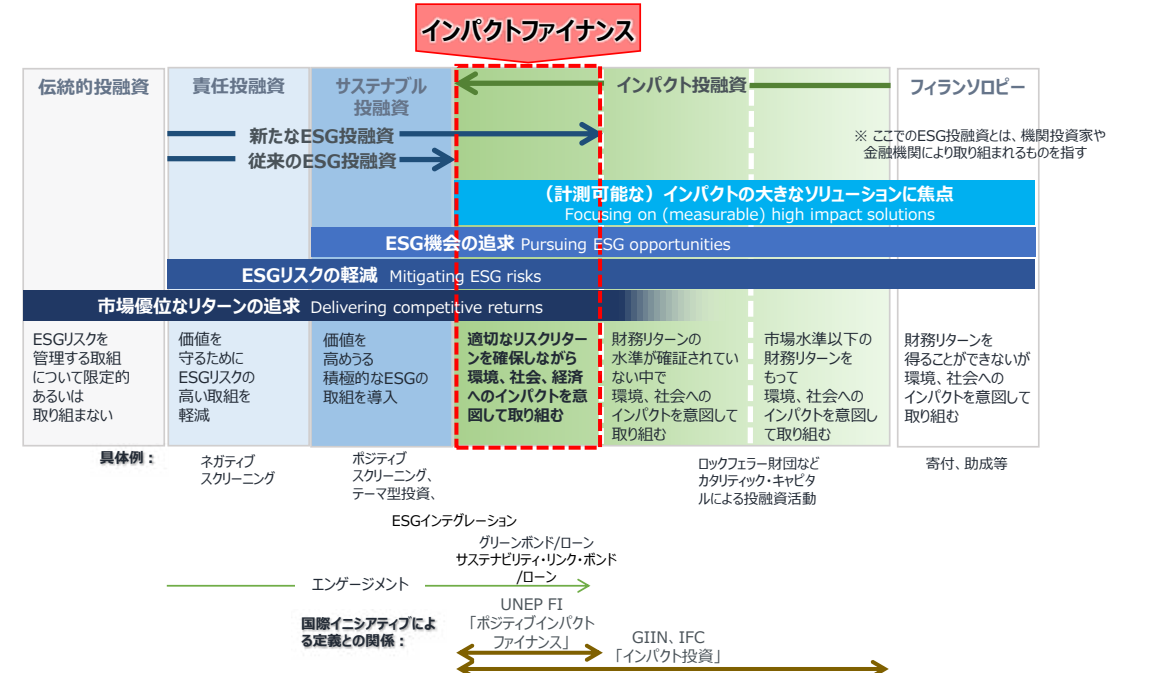 インパクトファイナンス
伝統的投融資
責任投融資
サステナブル
投融資
インパクト投融資
フィランソロピー
新たなESG投融資
従来のESG投融資
※ ここでのESG投融資とは、機関投資家や
金融機関により取り組まれるものを指す
（計測可能な）インパクトの大きなソリューションに焦点
Focusing on (measurable) high impact solutions
ESG機会の追求 Pursuing ESG opportunities
ESGリスクの軽減 Mitigating ESG risks
市場優位なリターンの追求 Delivering competitive returns
ESGリスクを
管理する取組
について限定的
あるいは
取り組まない
価値を
守るために
ESGリスクの
高い取組を
軽減
価値を
高めうる
積極的なESGの
取組を導入
適切なリスクリター
ンを確保しながら
環境、社会、経済
へのインパクトを意
図して取り組む
財務リターンの
水準が確証されてい
ない中で
環境、社会への
インパクトを意図して
取り組む
市場水準以下の
財務リターンを
もって
環境、社会への
インパクトを意図し
て取り組む
財務リターンを
得ることができないが
環境、社会への
インパクトを意図して
取り組む
具体例：
ネガティブ
スクリーニング
ポジティブ
スクリーニング、
テーマ型投資、
ロックフェラー財団など
カタリティック・キャピタ
ルによる投融資活動
寄付、助成等
ESGインテグレーション
グリーンボンド/ローン
サステナビリティ・リンク・ボンド
/ローン
エンゲージメント
国際イニシアティブによ
る定義との関係：
UNEP FI
「ポジティブインパクト
ファイナンス」
GIIN、IFC
「インパクト投資」